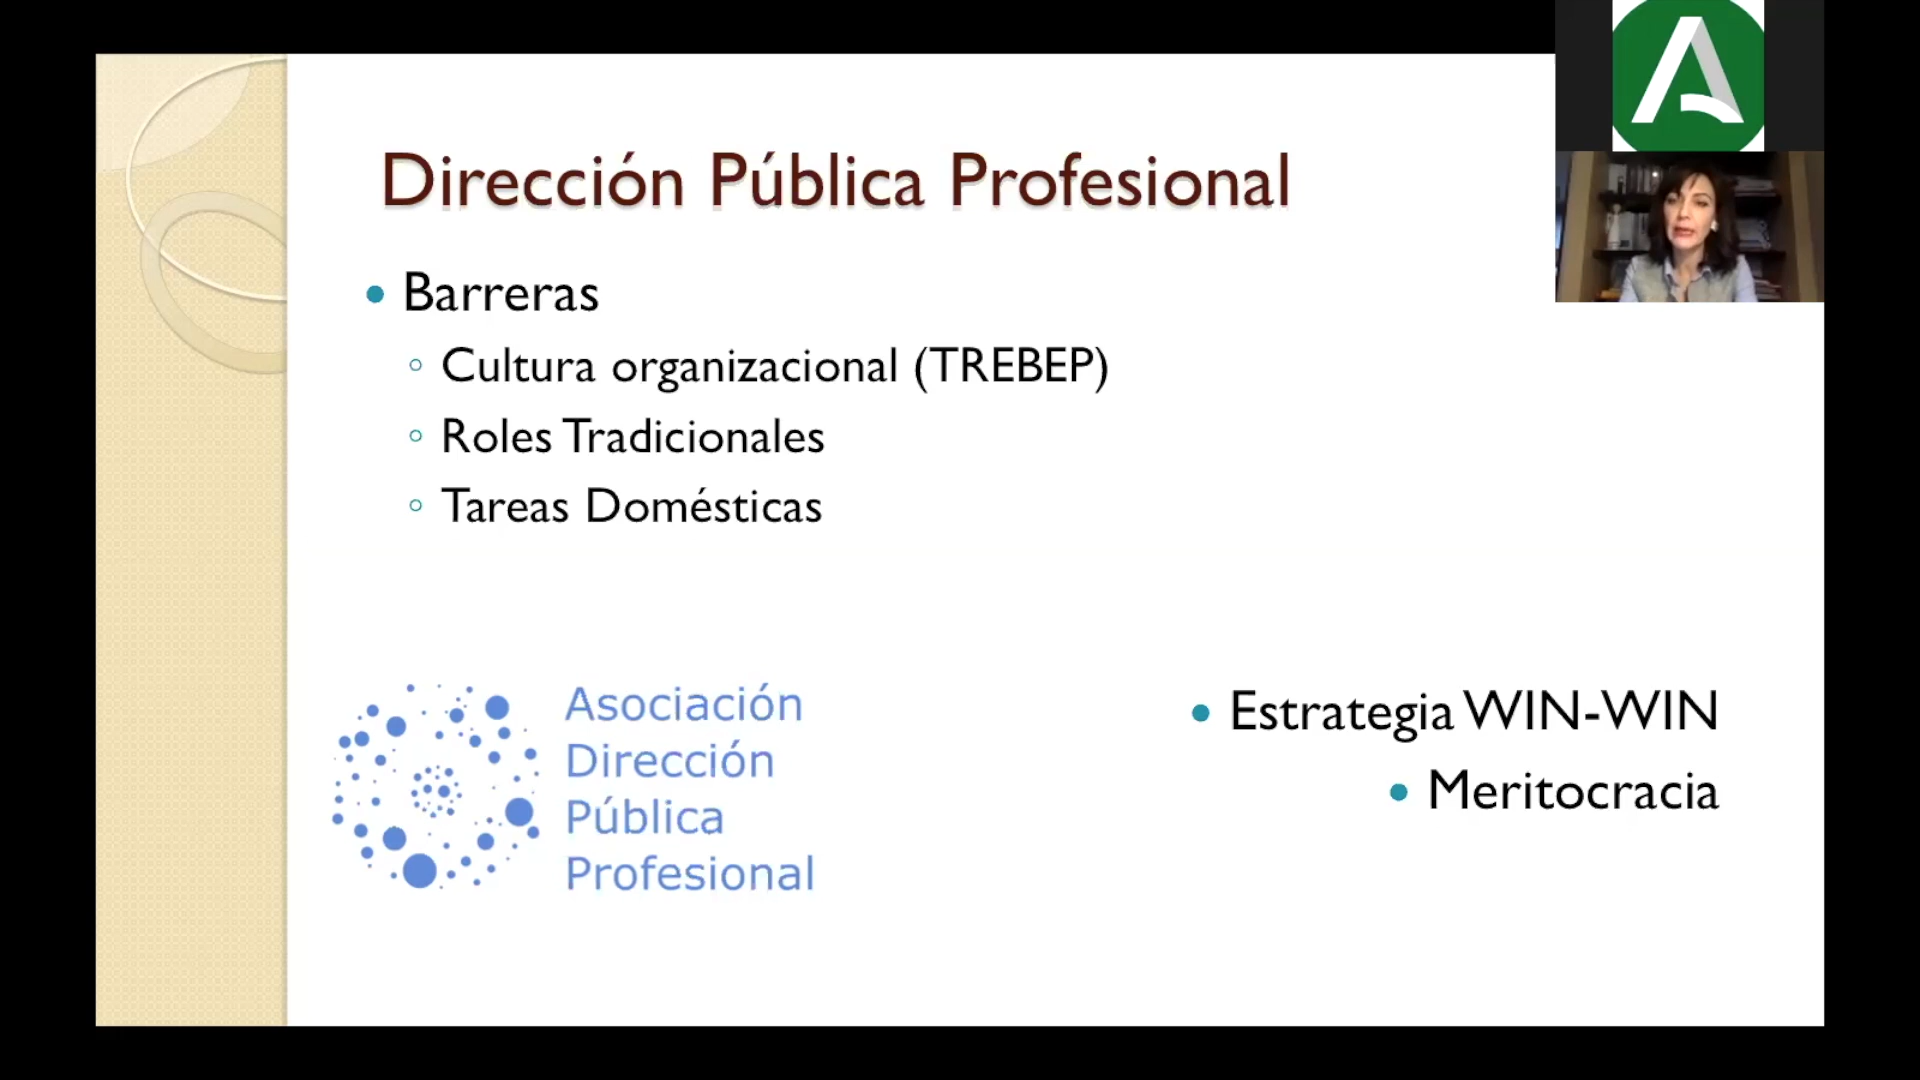 Dirección Pública Profesional
• Barreras
◦ Cultura organizacional (TREBEP)
◦ Roles Tradicionales
◦ Tareas Domésticas
Asociación
Dirección
Pública
Profesional
• Estrategia WIN-WIN
• Meritocracia